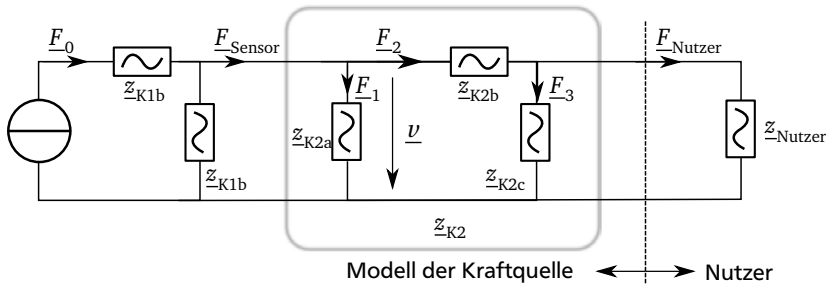 F_0
F_Sensor
F_2
F_Nutzer
z_K1b
F_1
z_K2b
F_3
z_K2a
v
z_Nutzer
z_K1b
z_K2c
z_K2
Modell der Kraftquelle
Nutzer